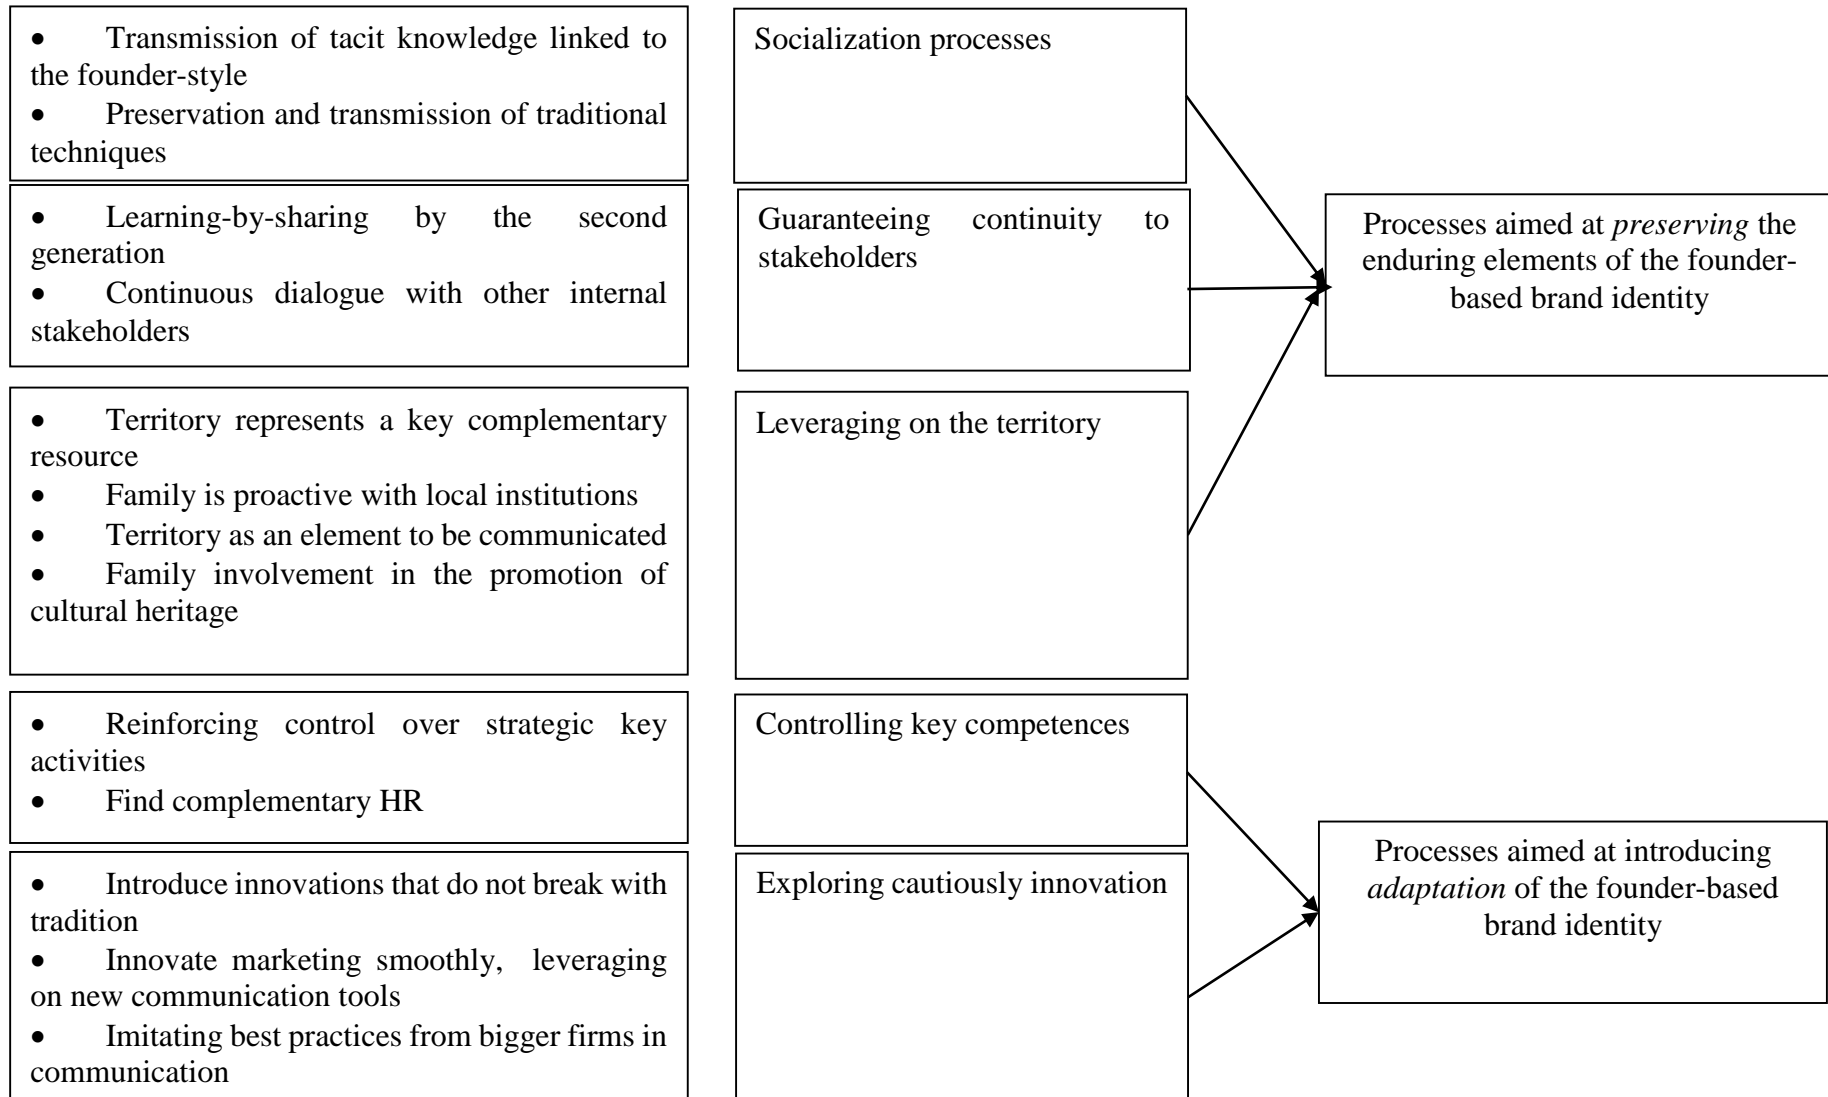 • Transmission of tacit knowledge linked to
the founder-style
• Preservation and transmission of traditional
techniques
Socialization processes
• Learning-by-sharing by the second
generation
• Continuous dialogue with other internal
stakeholders
Guaranteeing continuity to
stakeholders
Processes aimed at preserving the
enduring elements of the founder-
based brand identity
• Territory represents a key complementary
resource
• Family is proactive with local institutions
• Territory as an element to be communicated
• Family involvement in the promotion of
cultural heritage
Leveraging on the territory
• Reinforcing control over strategic key
activities
• Find complementary HR
Controlling key competences
• Introduce innovations that do not break with
tradition
• Innovate marketing smoothly, leveraging
on new communication tools
• Imitating best practices from bigger firms in
communication
Exploring cautiously innovation
Processes aimed at introducing
adaptation of the founder-based
brand identity